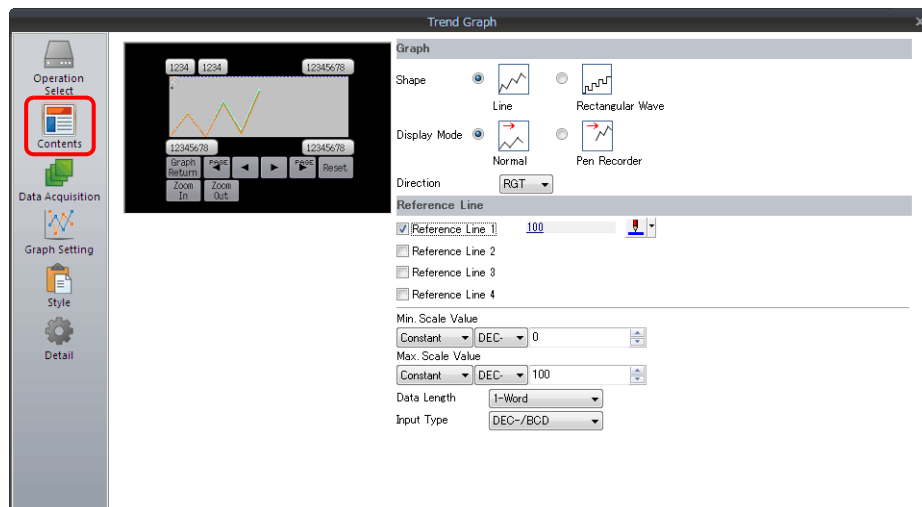 Trend Graph
x
Operation
Select
Contents
Data Acquisition
Graph Setting
Style
Detail
1234 1234 12345678
12345678 12345678
Graph
Return
PAGE
PAGE
Reset
Zoom
In
Zoom
Out
Graph
Shape
Line
Rectangular Wave
Display Mode
Normal
Pen Recorder
Direction RGT
Reference Line
Reference Line 1 100
Reference Line 2
Reference Line 3
Reference Line 4
Min. Scale Value
Constant DEC- 0
Max. Scale Value
Constant DEC- 100
Data Length 1-Word
Input Type DEC-/BCD